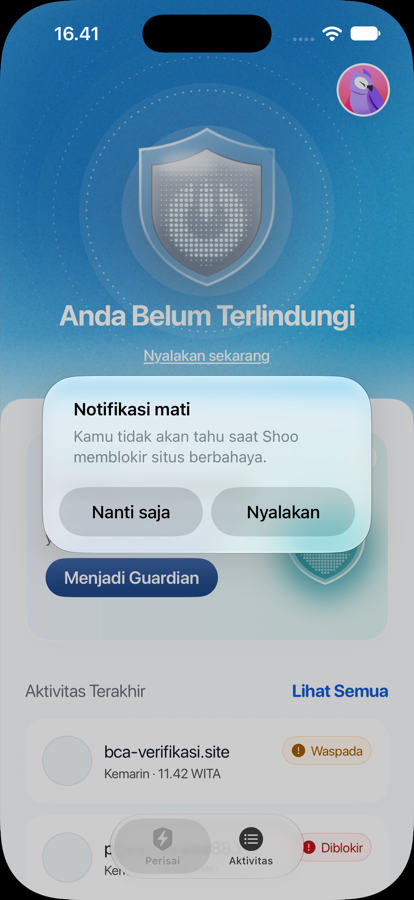 16.41
Anda Belum Terlindungi
Nyalakan sekarang
Notifikasi mati
Kamu tidak akan tahu saat Shoo
memblokir situs berbahaya.
Nanti saja
Nyalakan
Menjadi Guardian
Aktivitas Terakhir
Lihat Semua
bca-verifikasi.site
Waspada
Kemarin · 11.42 WITA
Diblokir
Perisai
Aktivitas